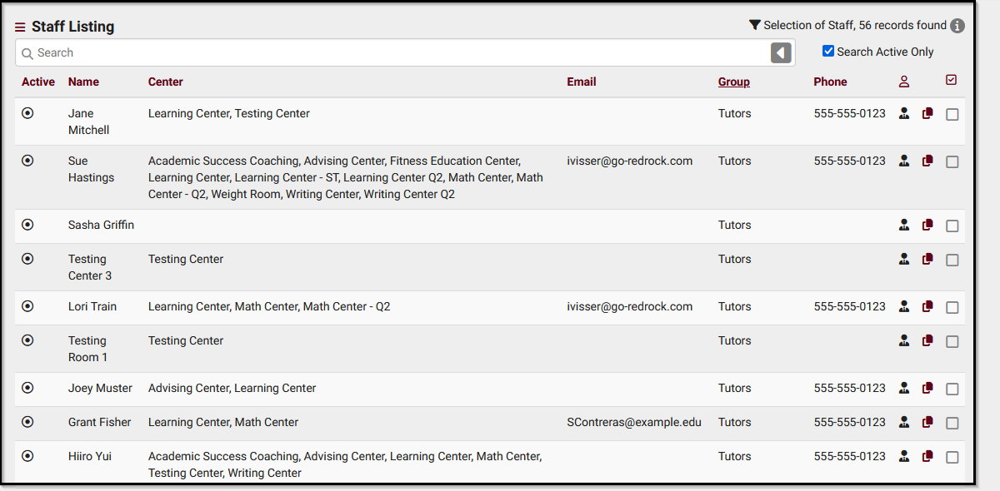 Staff Listing
Selection of Staff, 56 records found
Search
Search Active Only
Active Name Center Email Group Phone
Jane Learning Center, Testing Center Tutors 555-555-0123
Mitchell
Sue Academic Success Coaching, Advising Center, Fitness Education Center, ivisser@go-redrock.com Tutors 555-555-0123
Hastings Learning Center, Learning Center - ST, Learning Center Q2, Math Center, Math
Center - Q2, Weight Room, Writing Center, Writing Center Q2
Sasha Griffin Tutors
Testing Testing Center Tutors
Center 3
Lori Train Learning Center, Math Center, Math Center - Q2 ivisser@go-redrock.com Tutors 555-555-0123
Testing Testing Center Tutors
Room 1
Joey Muster Advising Center, Learning Center Tutors 555-555-0123
Grant Fisher Learning Center, Math Center SContreras@example.edu Tutors 555-555-0123
Hiiro Yui Academic Success Coaching, Advising Center, Learning Center, Math Center, Tutors 555-555-0123
Testing Center, Writing Center